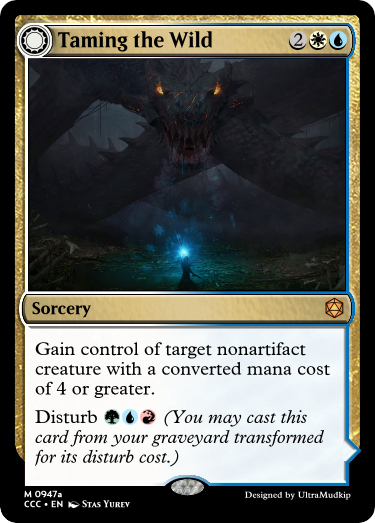 Taming the Wild 2
Sorcery
Gain control of target nonartifact
creature with a converted mana cost
of 4 or greater.
Disturb (You may cast this
card from your graveyard transformed
for its disturb cost.)
M 0947a
CCC • EN Stas Yurev
Designed by UltraMudkip